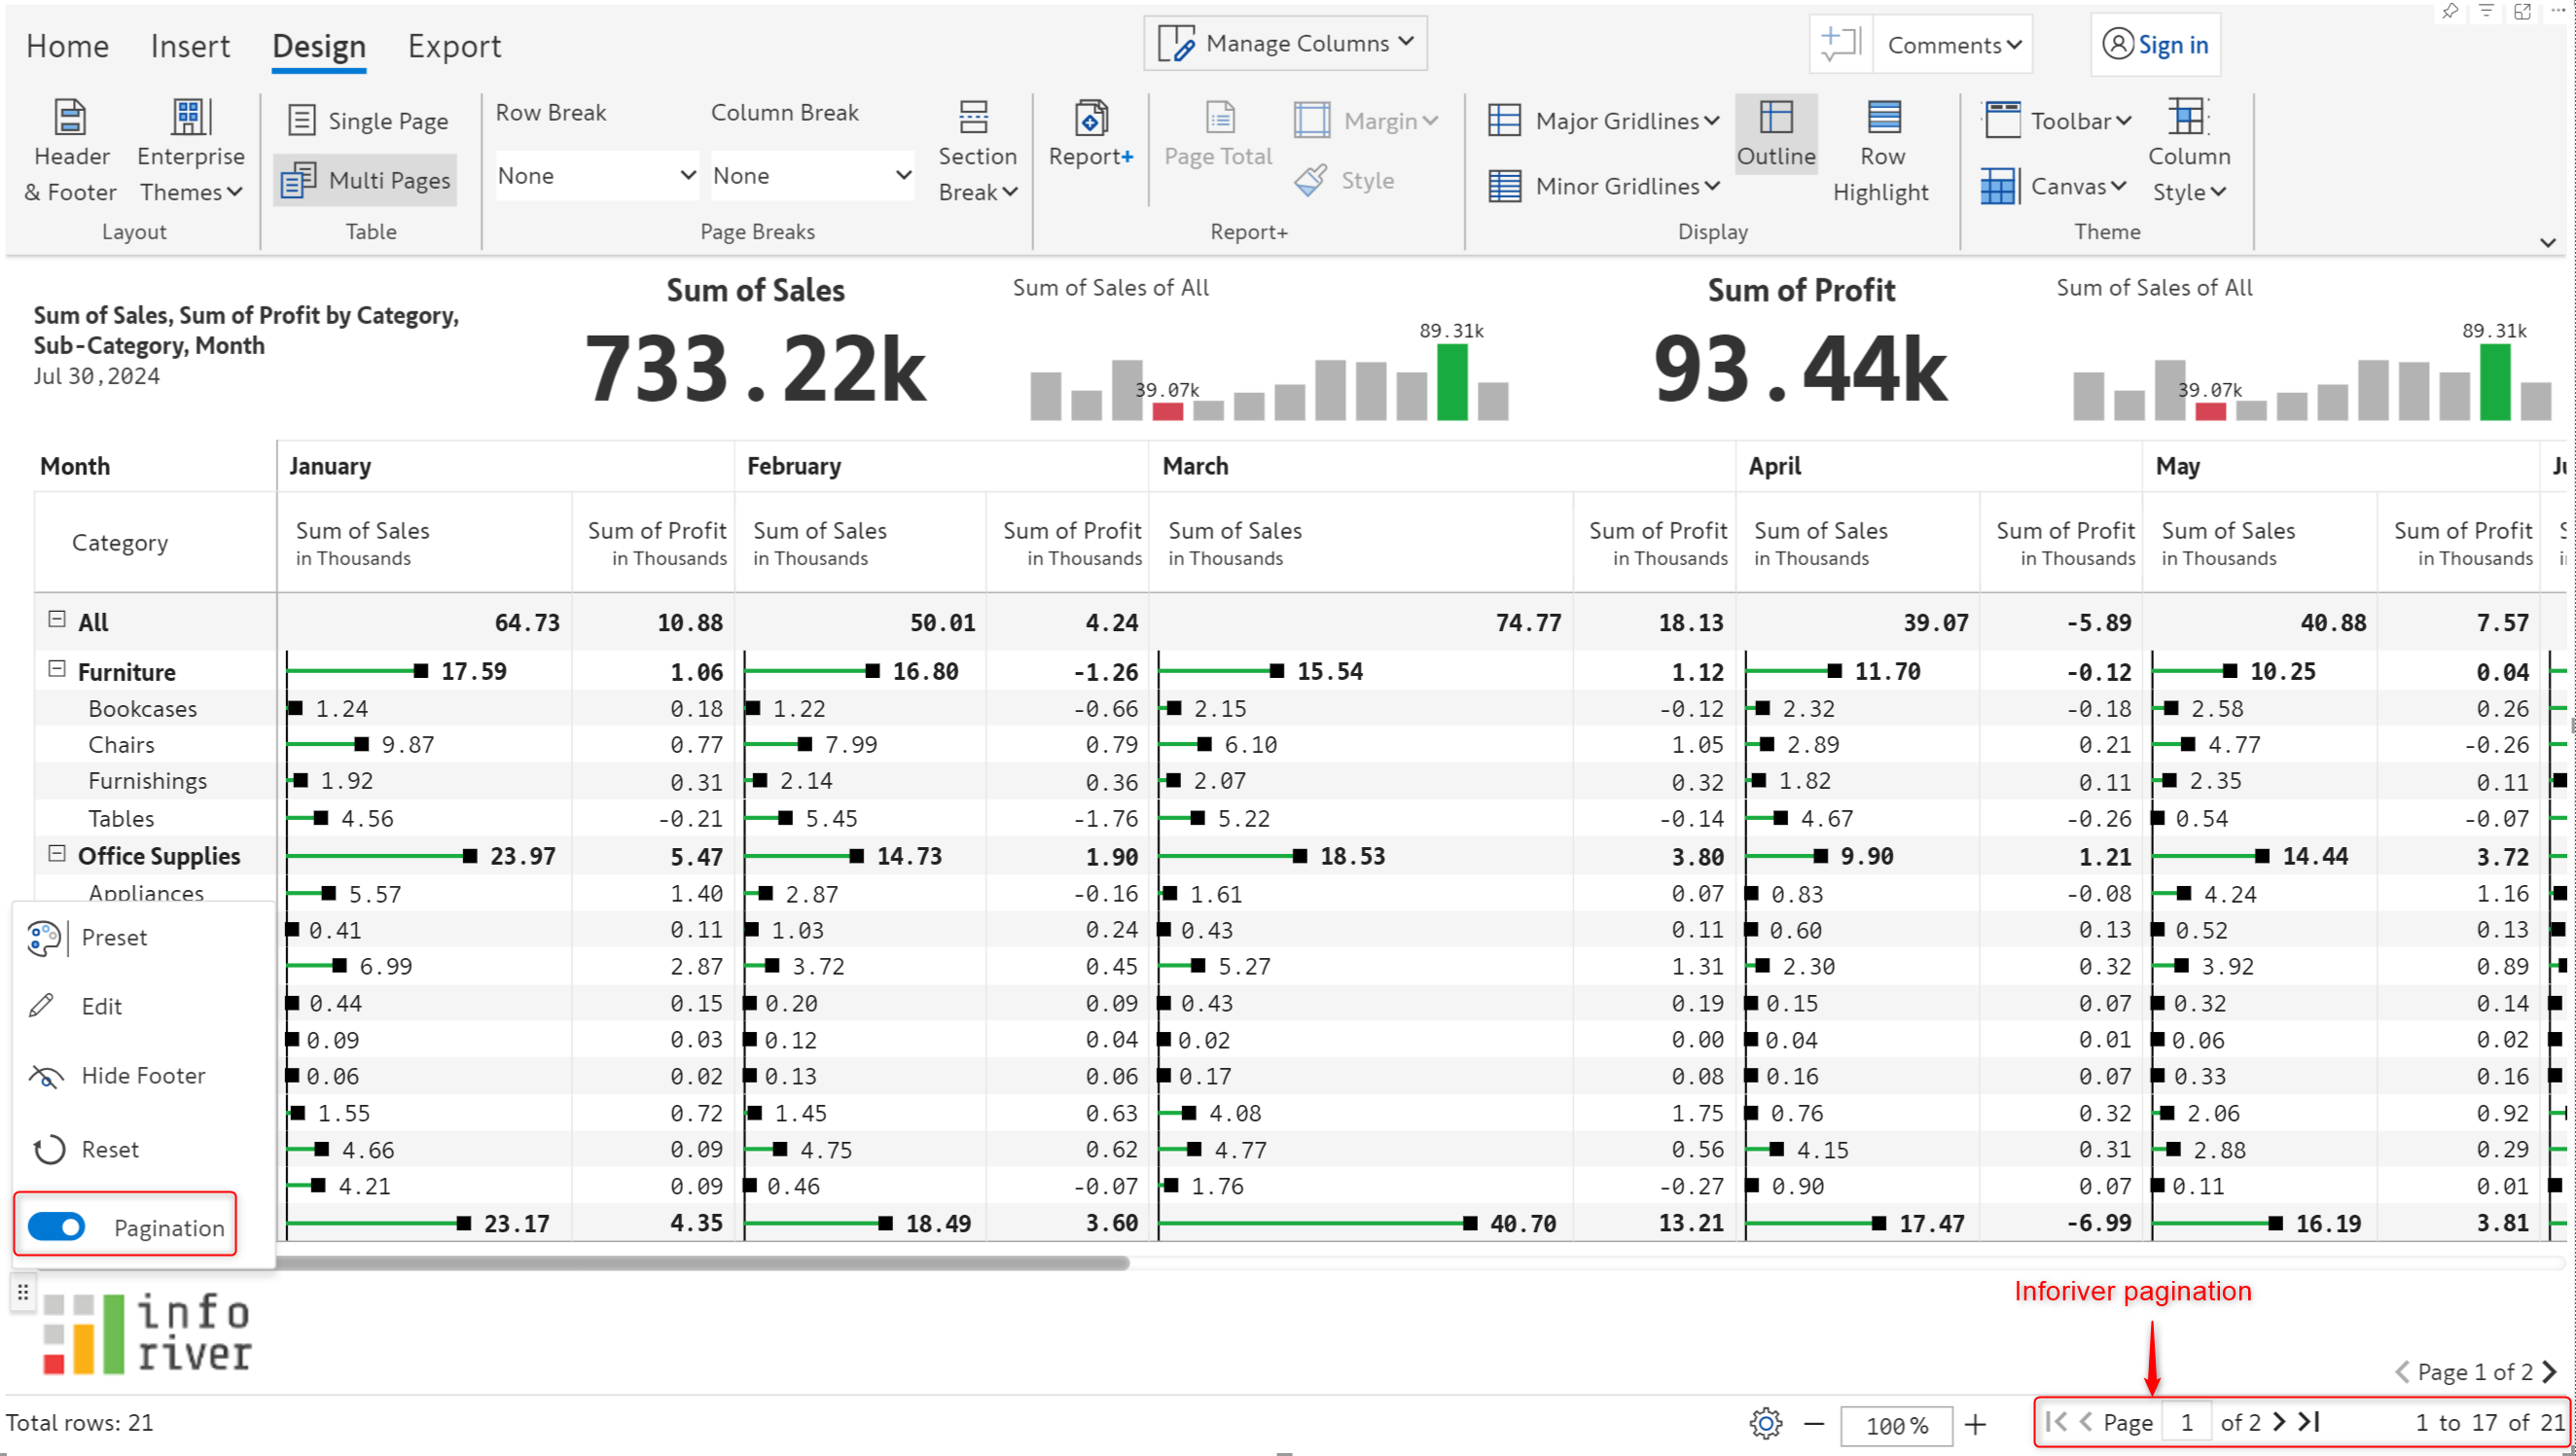 Home Insert Design Export Manage Columns Comments Sign in
Header & Footer Enterprise Themes Layout
Single Page Multi Pages Table
Row Break None Column Break None Section Break Page Breaks
Report+ Page Total Margin Style Report+
Major Gridlines Minor Gridlines Outline Row Highlight Display
Toolbar Canvas Column Style Theme
Sum of Sales, Sum of Profit by Category,
Sub-Category, Month
Jul 30,2024
Sum of Sales
733.22k
Sum of Sales of All
39.07k 89.31k
Sum of Profit
93.44k
Sum of Sales of All
39.07k 89.31k
Month January February March April May
Category Sum of Sales Sum of Profit Sum of Sales Sum of Profit Sum of Sales Sum of Profit Sum of Sales Sum of Profit Sum of Sales Sum of Profit
in Thousands in Thousands in Thousands in Thousands in Thousands in Thousands in Thousands in Thousands in Thousands in Thousands
All 64.73 10.88 50.01 4.24 74.77 18.13 39.07 -5.89 40.88 7.57
Furniture 17.59 1.06 16.80 -1.26 15.54 1.12 11.70 -0.12 10.25 0.04
Bookcases 1.24 0.18 1.22 -0.66 2.15 -0.12 2.32 -0.18 2.58 0.26
Chairs 9.87 0.77 7.99 0.79 6.10 1.05 2.89 0.21 4.77 -0.26
Furnishings 1.92 0.31 2.14 0.36 2.07 0.32 1.82 0.11 2.35 0.11
Tables 4.56 -0.21 5.45 -1.76 5.22 -0.14 4.67 -0.26 0.54 -0.07
Office Supplies 23.97 5.47 14.73 1.90 18.53 3.80 9.90 1.21 14.44 3.72
Appliances 5.57 1.40 2.87 -0.16 1.61 0.07 0.83 -0.08 4.24 1.16
0.41 0.11 1.03 0.24 0.43 0.11 0.60 0.13 0.52 0.13
6.99 2.87 3.72 0.45 5.27 1.31 2.30 0.32 3.92 0.89
0.44 0.15 0.20 0.09 0.43 0.19 0.15 0.07 0.32 0.14
0.09 0.03 0.12 0.04 0.02 0.00 0.04 0.01 0.06 0.02
0.06 0.02 0.13 0.06 0.17 0.08 0.16 0.07 0.33 0.16
1.55 0.72 1.45 0.63 4.08 1.75 0.76 0.32 2.06 0.92
4.66 0.09 4.75 0.62 4.77 0.56 4.15 0.31 2.88 0.29
4.21 0.09 0.46 -0.07 1.76 -0.27 0.90 0.07 0.11 0.01
23.17 4.35 18.49 3.60 40.70 13.21 17.47 -6.99 16.19 3.81
Preset
Edit
Hide Footer
Reset
Pagination
info
river
Inforiver pagination
Page 1 of 2
Total rows: 21 100% Page 1 of 2 1 to 17 of 21